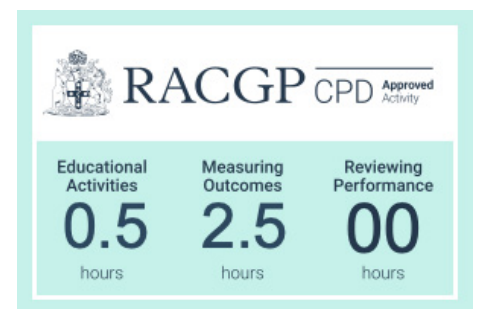 RACGP CPD Approved Activity
Educational Activities
0.5
hours
Measuring Outcomes
2.5
hours
Reviewing Performance
00
hours